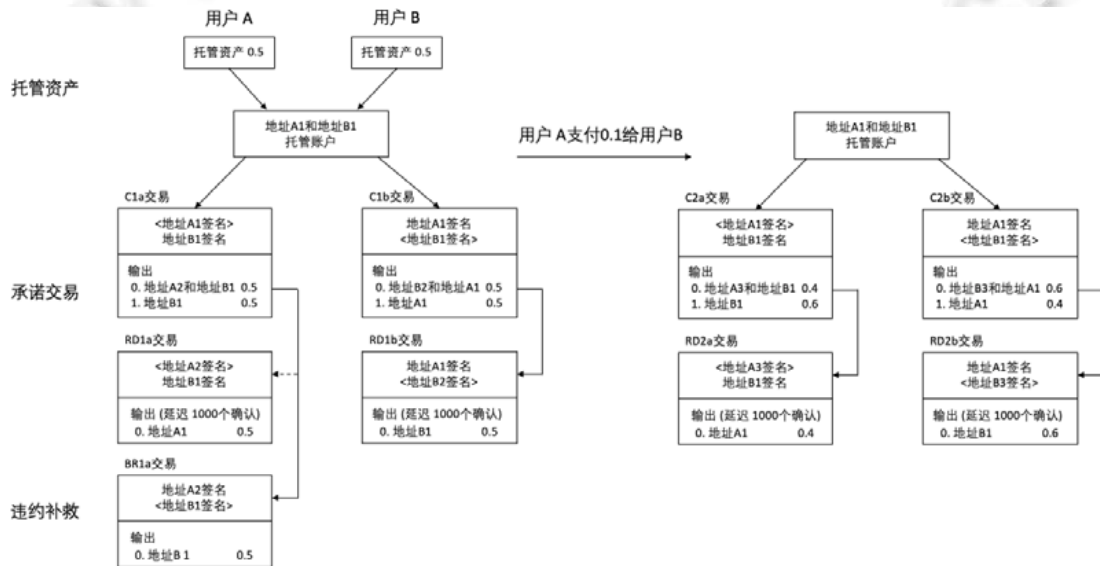 用户 A
用户 B
托管资产 0.5
托管资产 0.5
托管资产
地址A1和地址B1
托管账户
用户 A支付0.1给用户B
地址A1和地址B1
托管账户
C1a交易
<地址A1签名>
地址B1签名
输出
0. 地址A2和地址B1 0.5
1. 地址B1 0.5
C1b交易
地址A1签名
<地址B1签名>
输出
0. 地址B2和地址A1 0.5
1. 地址A1 0.5
C2a交易
<地址A1签名>
地址B1签名
输出
0. 地址A3和地址B1 0.4
1. 地址B1 0.6
C2b交易
地址A1签名
<地址B1签名>
输出
0. 地址B3和地址A1 0.6
1. 地址A1 0.4
承诺交易
RD1a交易
<地址A2签名>
地址B1签名
输出 (延迟 1000个确认)
0. 地址A1 0.5
RD1b交易
地址A1签名
<地址B2签名>
输出 (延迟 1000个确认)
0. 地址B1 0.5
RD2a交易
<地址A3签名>
地址B1签名
输出 (延迟 1000个确认)
0. 地址A1 0.4
RD2b交易
地址A1签名
<地址B3签名>
输出 (延迟 1000个确认)
0. 地址B1 0.6
BR1a交易
地址A2签名
<地址B1签名>
输出
0. 地址B 1 0.5
违约补救